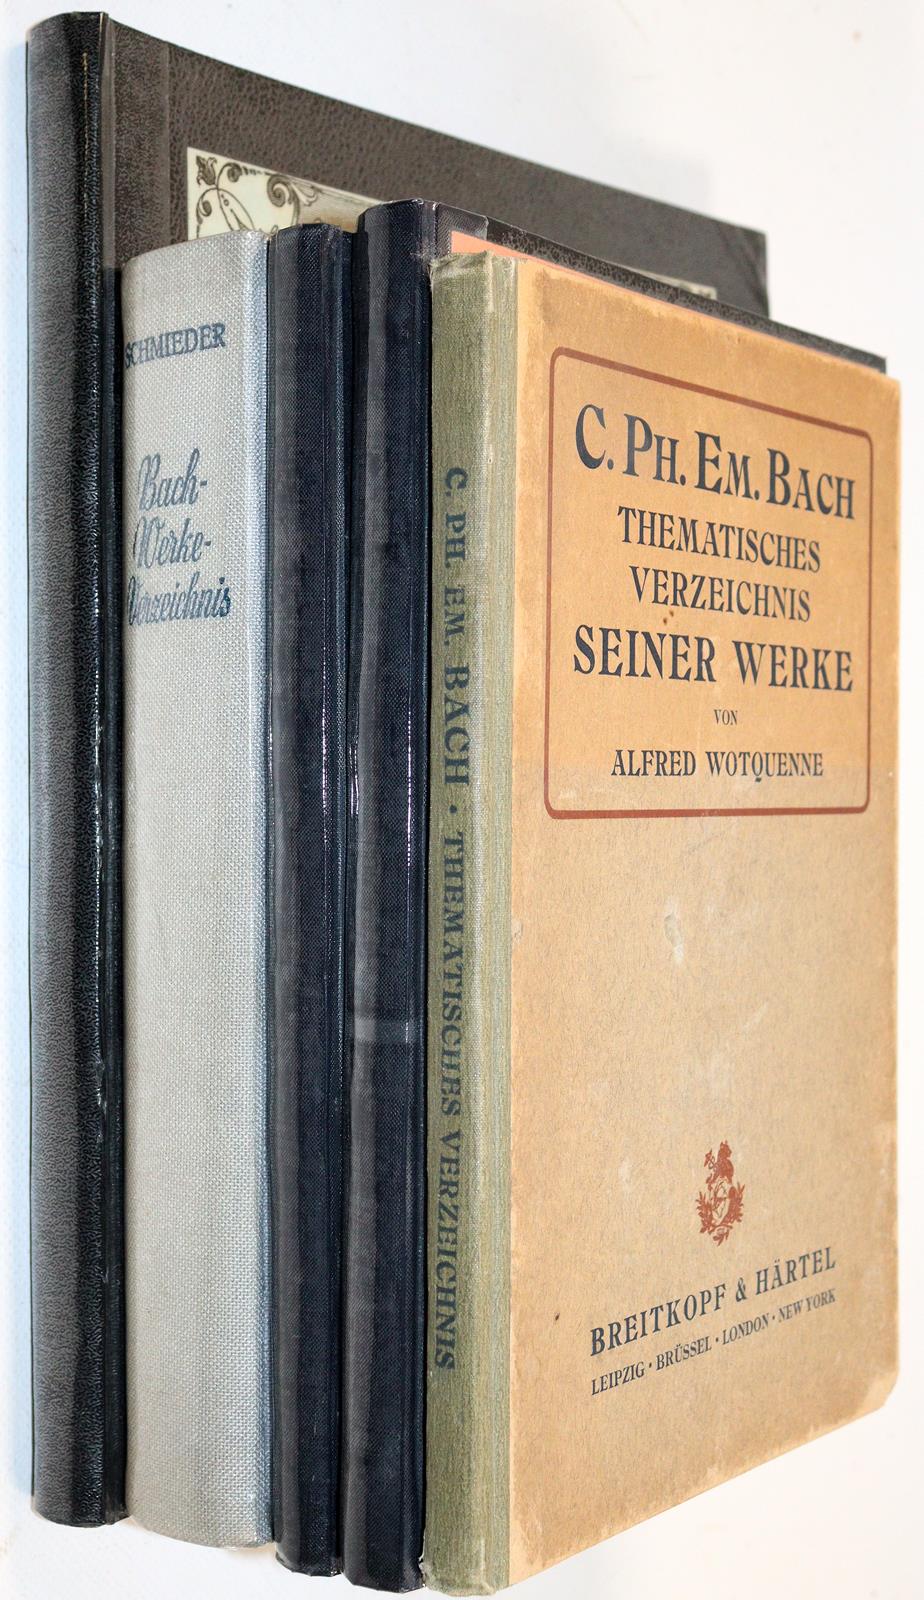 SCHMIEDER
Bach-
Werke-
Verzeichnis
C. PH. EM. BACH · THEMATISCHES VERZEICHNIS
C. PH. EM. BACH
THEMATISCHES
VERZEICHNIS
SEINER WERKE
VON
ALFRED WOTQUENNE
BREITKOPF & HÄRTEL
LEIPZIG · BRÜSSEL · LONDON · NEW YORK